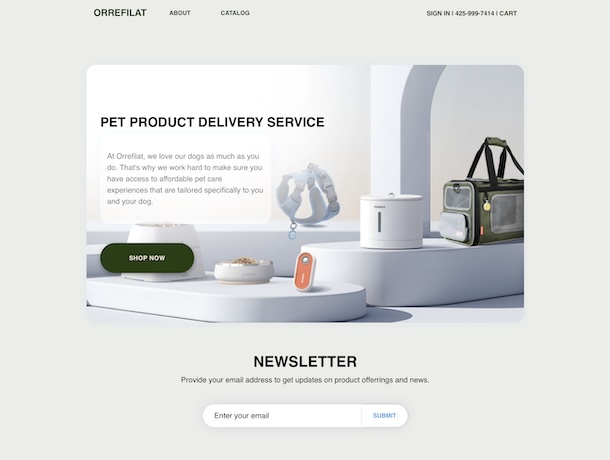 ORREFILAT
ABOUT
CATALOG
SIGN IN | 425-999-7414 | CART
PET PRODUCT DELIVERY SERVICE
At Orrefilat, we love our dogs as much as you
do. That's why we work hard to make sure you
have access to affordable pet care
experiences that are tailored specifically to you
and your dog.
SHOP NOW
NEWSLETTER
Provide your email address to get updates on product offerrings and news.
Enter your email
SUBMIT